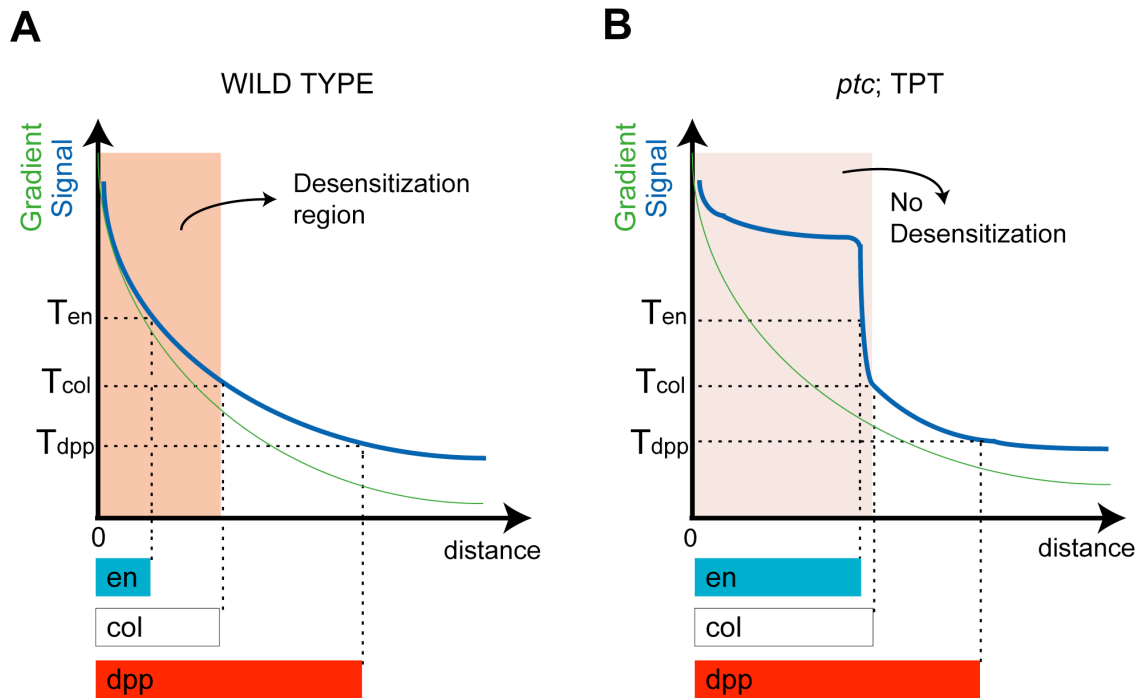 A
WILD TYPE
Gradient
Signal
Desensitization
region
Ten
Tcol
Tdpp
0
distance
en
col
dpp
B
ptc; TPT
Gradient
Signal
No
Desensitization
Ten
Tcol
Tdpp
0
distance
en
col
dpp